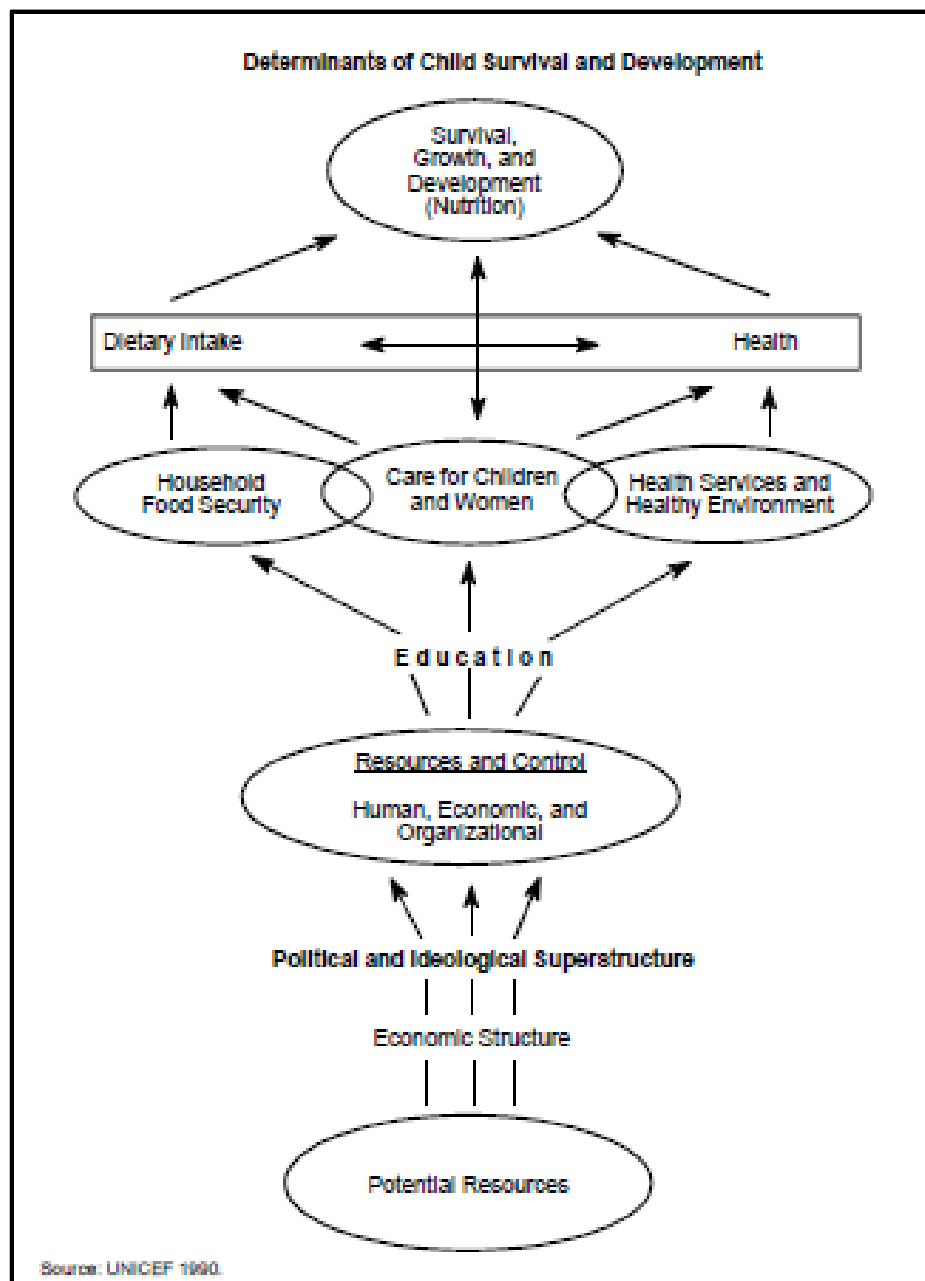 Determinants of Child Survival and Development
Survival,
Growth, and
Development
(Nutrition)
Dietary Intake
Health
Household
Food Security
Care for Children
and Women
Health Services and
Healthy Environment
Education
Resources and Control
Human, Economic, and
Organizational
Political and Ideological Superstructure
Economic Structure
Potential Resources
Source: UNICEF 1990.